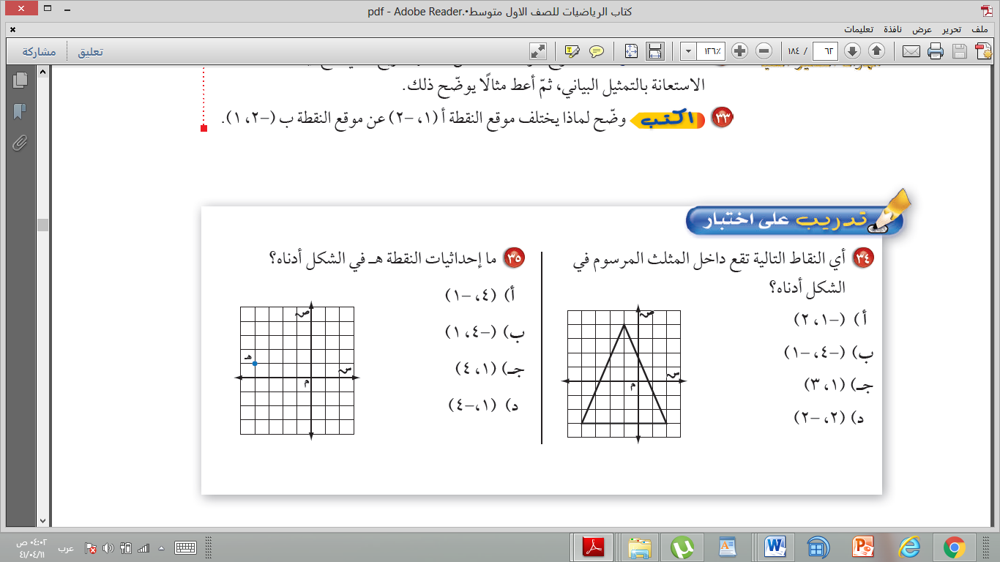 كتاب الرياضيات للصف الاول متوسط•.pdf - Adobe Reader
ملف تحرير عرض نافذة تعليمات
٦٢ / ١٨٤
١٢٦٪
تعليق
مشاركة
الاستعانة بالتمثيل البياني، ثمّ أعط مثالًا يوضّح ذلك.
٣٣ اكتب وضّح لماذا يختلف موقع النقطة أ (١، -٢) عن موقع النقطة ب (-٢، ١).
تدريب على اختبار
٣٤ أي النقاط التالية تقع داخل المثلث المرسوم في
الشكل أدناه؟
أ) (-١، ٢)
ب) (-٤، -١)
جـ) (١، ٣)
د) (٢، -٢)
ص
س
م
٣٥ ما إحداثيات النقطة هـ في الشكل أدناه؟
أ) (٤، -١)
ب) (-٤، ١)
جـ) (١، ٤)
د) (١، -٤)
ص
هـ
س
م
عرب
٠٤:٠٢ ص
٤١/٠٤/١١